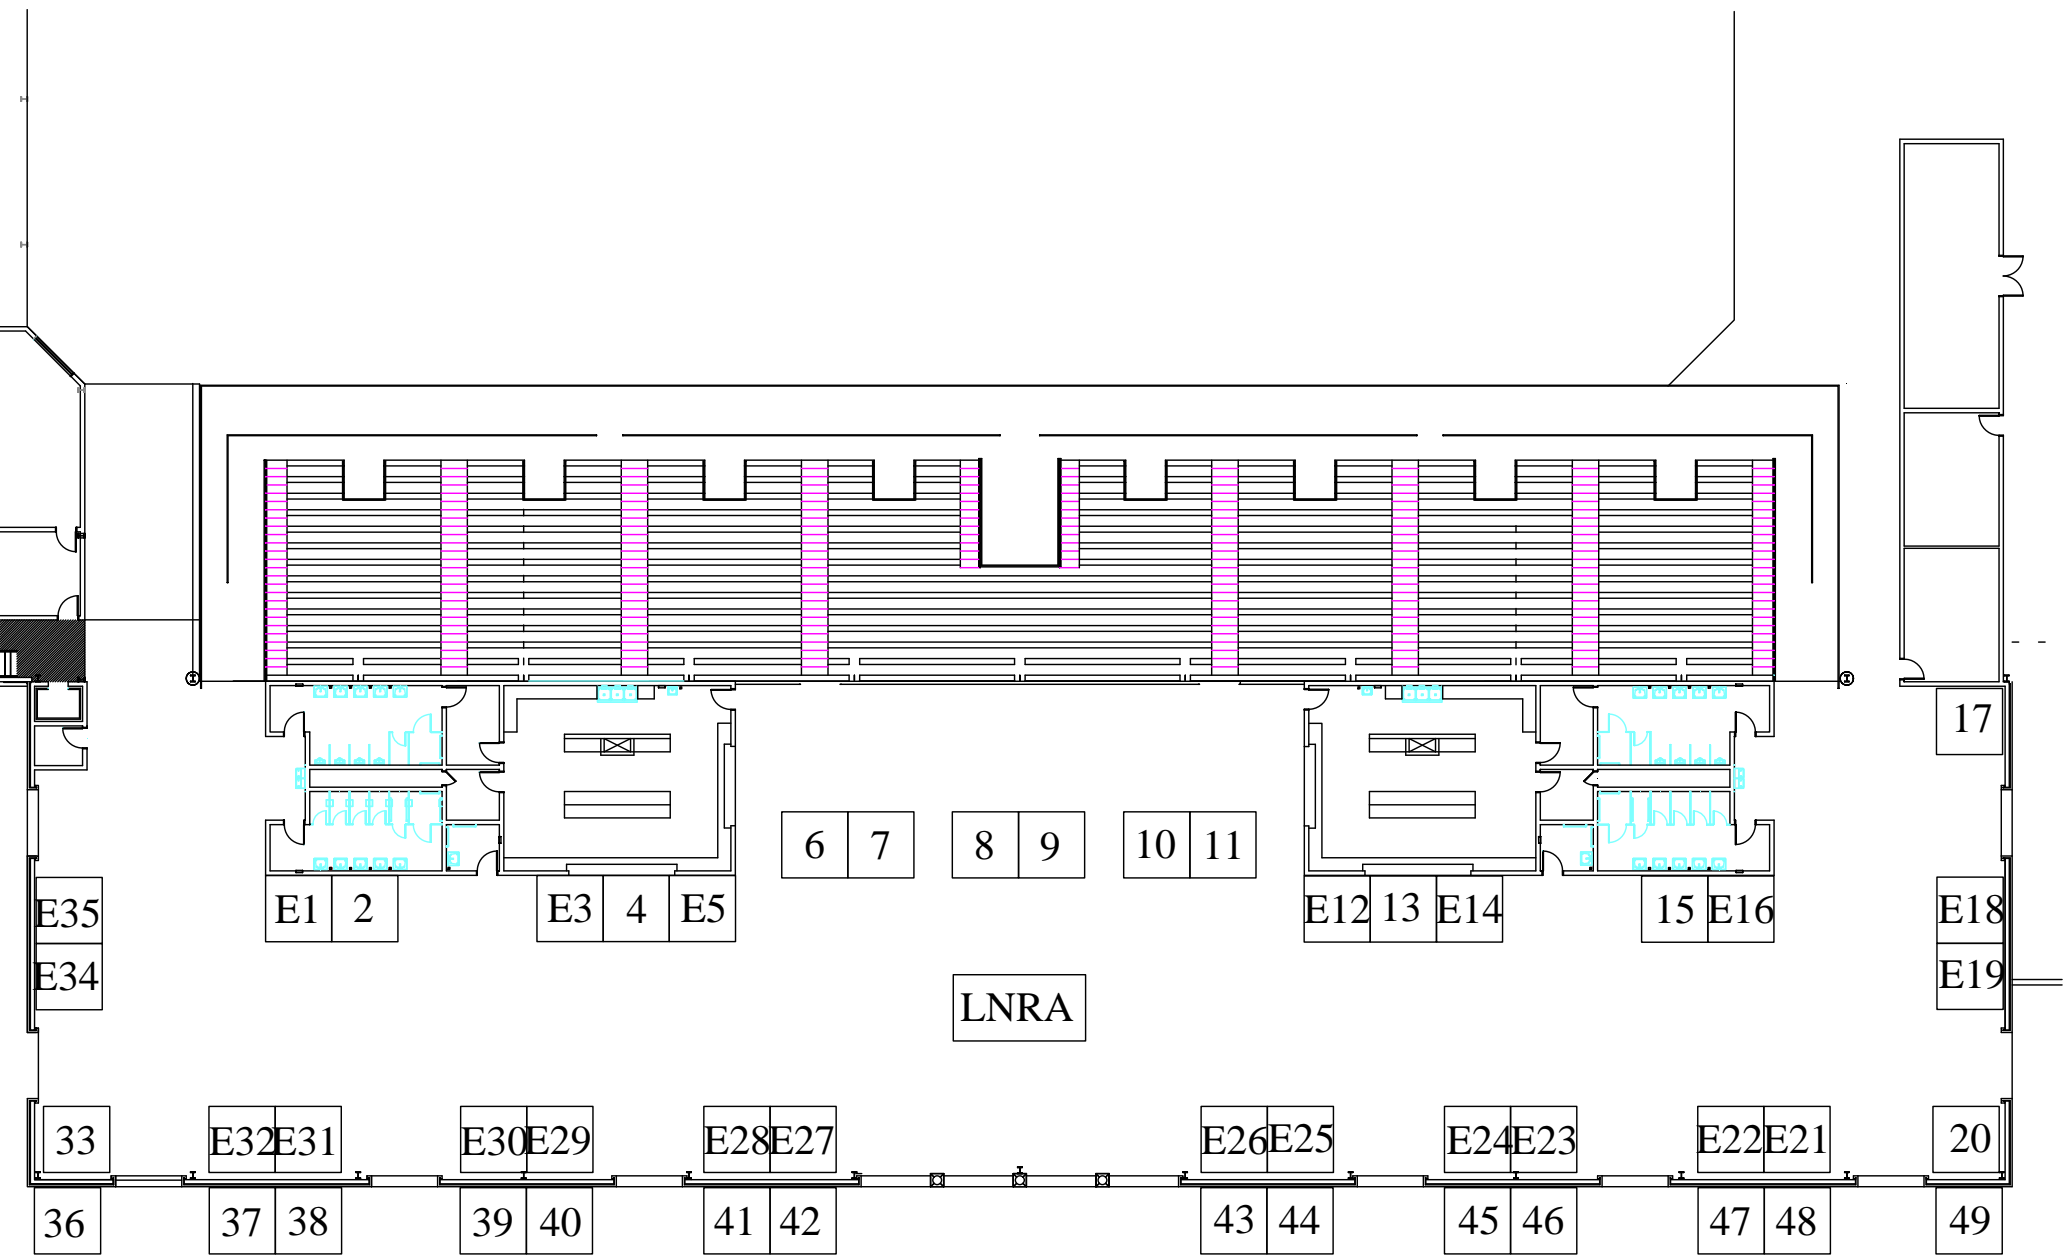 17
6 7 8 9 10 11
E35 E1 2 E3 4 E5 E12 13 E14 15 E16 E18
E34 E19
LNRA
33 E32 E31 E30 E29 E28 E27 E26 E25 E24 E23 E22 E21 20
36 37 38 39 40 41 42 43 44 45 46 47 48 49